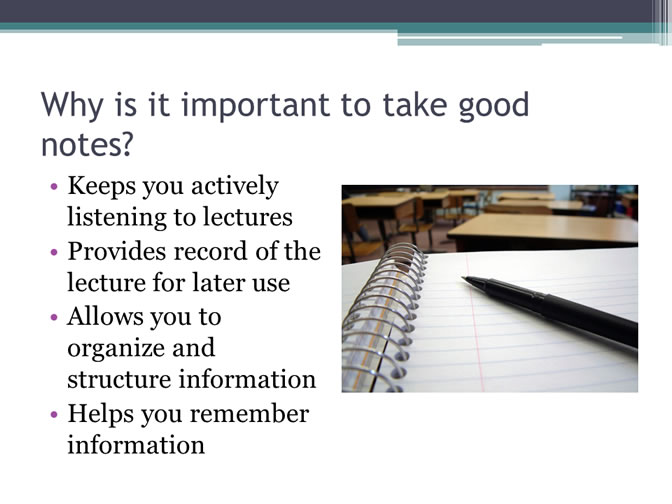 Why is it important to take good
notes?
• Keeps you actively
listening to lectures
• Provides record of the
lecture for later use
• Allows you to
organize and
structure information
• Helps you remember
information